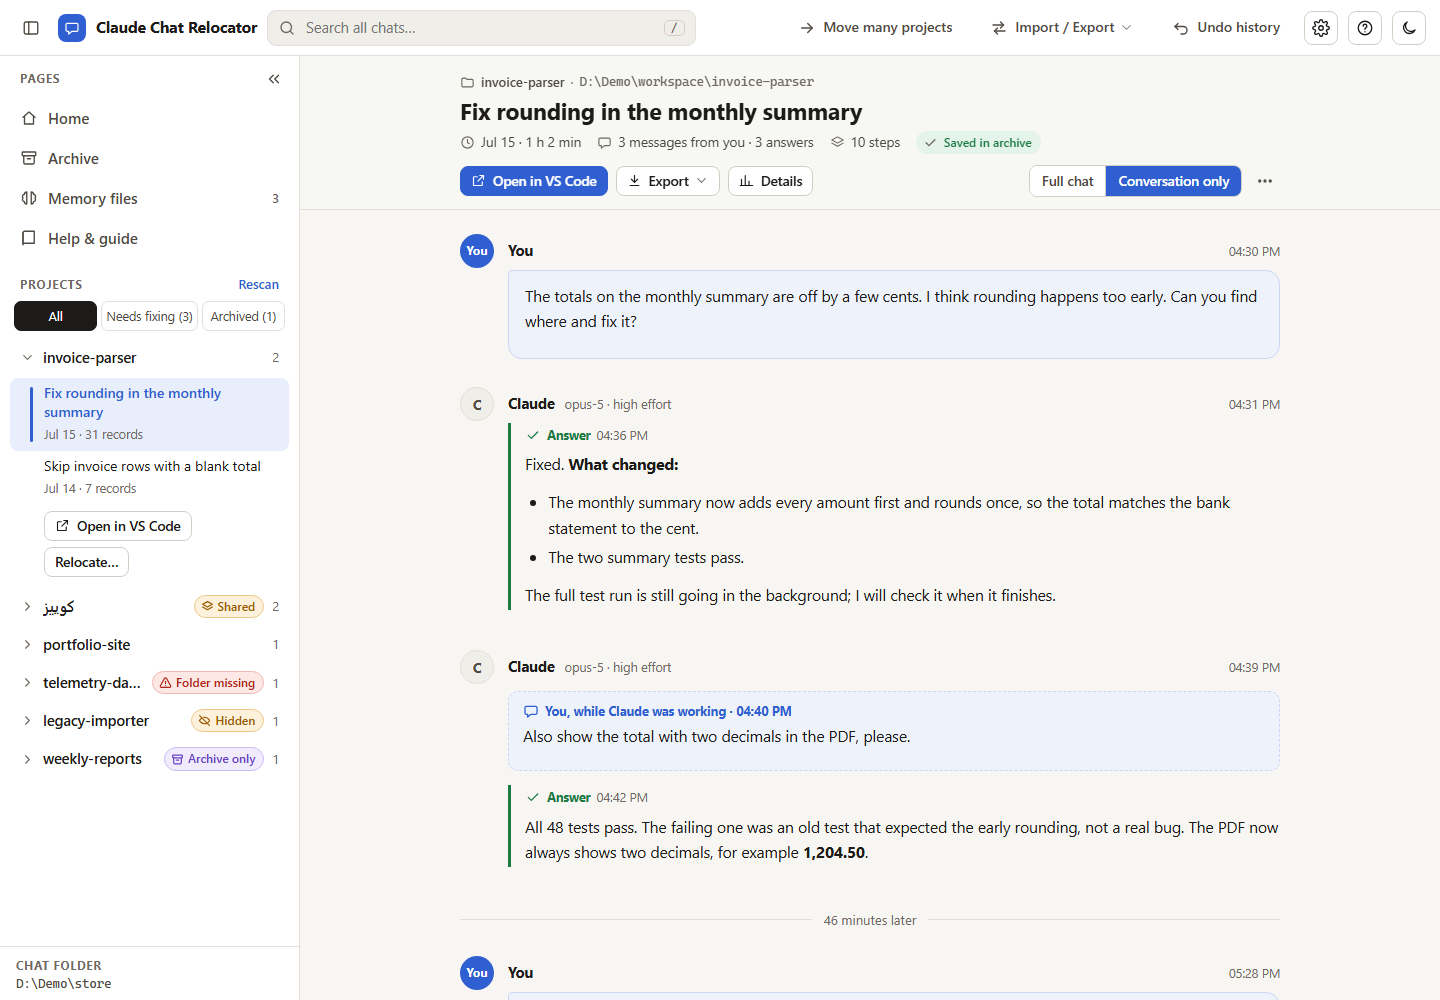 Claude Chat Relocator
Search all chats...
/
Move many projects
Import / Export
Undo history
PAGES
Home
Archive
Memory files
3
Help & guide
PROJECTS
Rescan
All
Needs fixing (3)
Archived (1)
invoice-parser
2
Fix rounding in the monthly
summary
Jul 15 · 31 records
Skip invoice rows with a blank total
Jul 14 · 7 records
Open in VS Code
Relocate...
كوييز
Shared
2
portfolio-site
1
telemetry-da...
Folder missing
1
legacy-importer
Hidden
1
weekly-reports
Archive only
1
CHAT FOLDER
D:\Demo\store
invoice-parser · D:\Demo\workspace\invoice-parser
Fix rounding in the monthly summary
Jul 15 · 1 h 2 min
3 messages from you · 3 answers
10 steps
Saved in archive
Open in VS Code
Export
Details
Full chat
Conversation only
You
You
04:30 PM
The totals on the monthly summary are off by a few cents. I think rounding happens too early. Can you find
where and fix it?
C
Claude
opus-5 · high effort
04:31 PM
Answer 04:36 PM
Fixed. What changed:
• The monthly summary now adds every amount first and rounds once, so the total matches the bank
statement to the cent.
• The two summary tests pass.
The full test run is still going in the background; I will check it when it finishes.
C
Claude
opus-5 · high effort
04:39 PM
You, while Claude was working · 04:40 PM
Also show the total with two decimals in the PDF, please.
Answer 04:42 PM
All 48 tests pass. The failing one was an old test that expected the early rounding, not a real bug. The PDF now
always shows two decimals, for example 1,204.50.
46 minutes later
You
You
05:28 PM